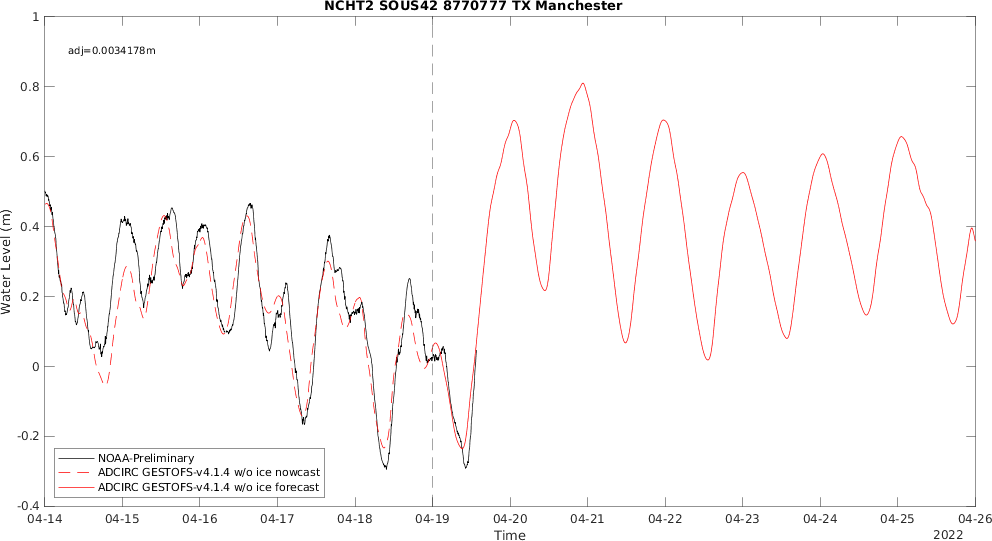 NCHT2 SOUS42 8770777 TX Manchester
adj=0.0034178m
1
0.8
0.6
0.4
0.2
0
-0.2
-0.4
Water Level (m)
NOAA-Preliminary
ADCIRC GESTOFS-v4.1.4 w/o ice nowcast
ADCIRC GESTOFS-v4.1.4 w/o ice forecast
04-14 04-15 04-16 04-17 04-18 04-19 04-20 04-21 04-22 04-23 04-24 04-25 04-26
Time
2022